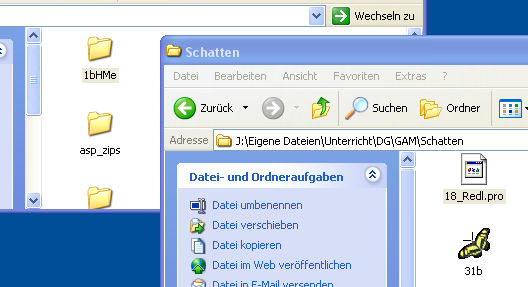 Wechseln zu
1bHMe
asp_zips
Schatten
Datei Bearbeiten Ansicht Favoriten Extras ?
Zurück Suchen Ordner
Adresse J:\Eigene Dateien\Unterricht\DG\GAM\Schatten
Datei- und Ordneraufgaben
Datei umbenennen
Datei verschieben
Datei kopieren
Datei im Web veröffentlichen
Datei in E-Mail versenden
18_Redl.pro
31b